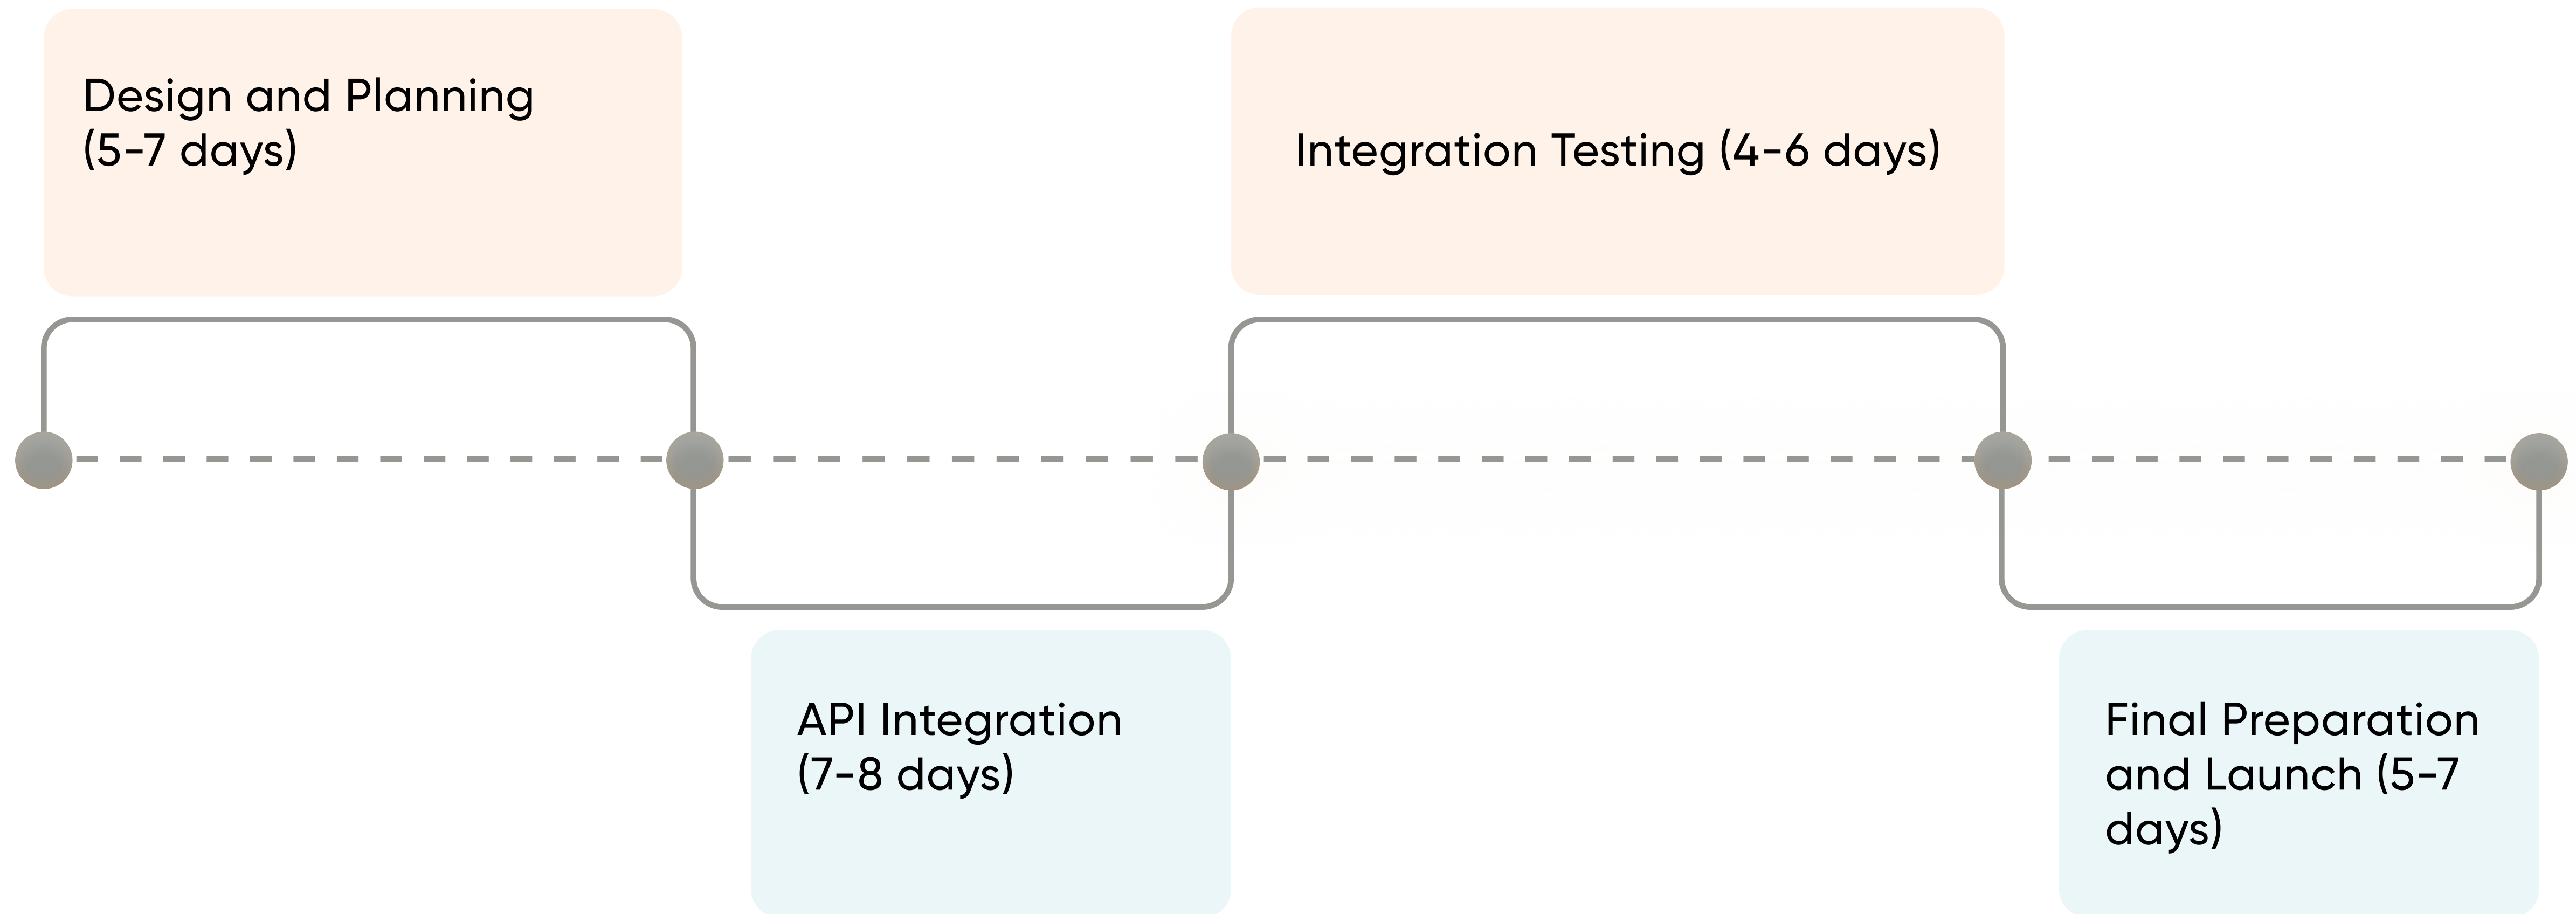 Design and Planning
(5-7 days)
Integration Testing (4-6 days)
API Integration
(7-8 days)
Final Preparation
and Launch (5-7
days)